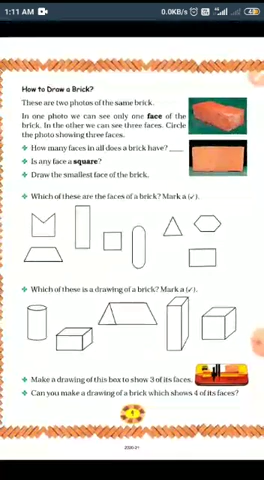 1:11 AM
0.0KB/s
How to Draw a Brick?
These are two photos of the same brick.
In one photo we can see only one face of the
brick. In the other we can see three faces. Circle
the photo showing three faces.
How many faces in all does a brick have? ___
Is any face a square?
Draw the smallest face of the brick.
Which of these are the faces of a brick? Mark a (✓).
Which of these is a drawing of a brick? Mark a (✓).
Make a drawing of this box to show 3 of its faces.
Can you make a drawing of a brick which shows 4 of its faces?
2020-21